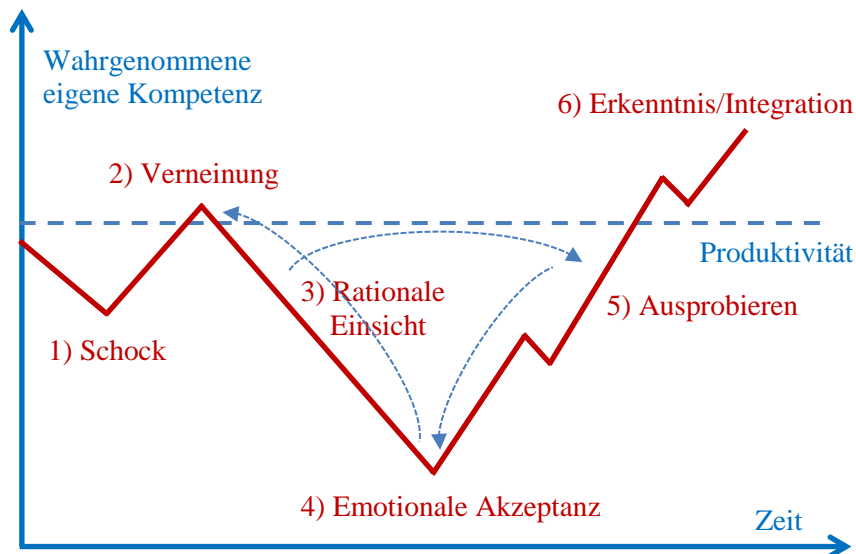 Wahrgenommene
eigene Kompetenz
6) Erkenntnis/Integration
2) Verneinung
Produktivität
3) Rationale
Einsicht
5) Ausprobieren
1) Schock
4) Emotionale Akzeptanz
Zeit